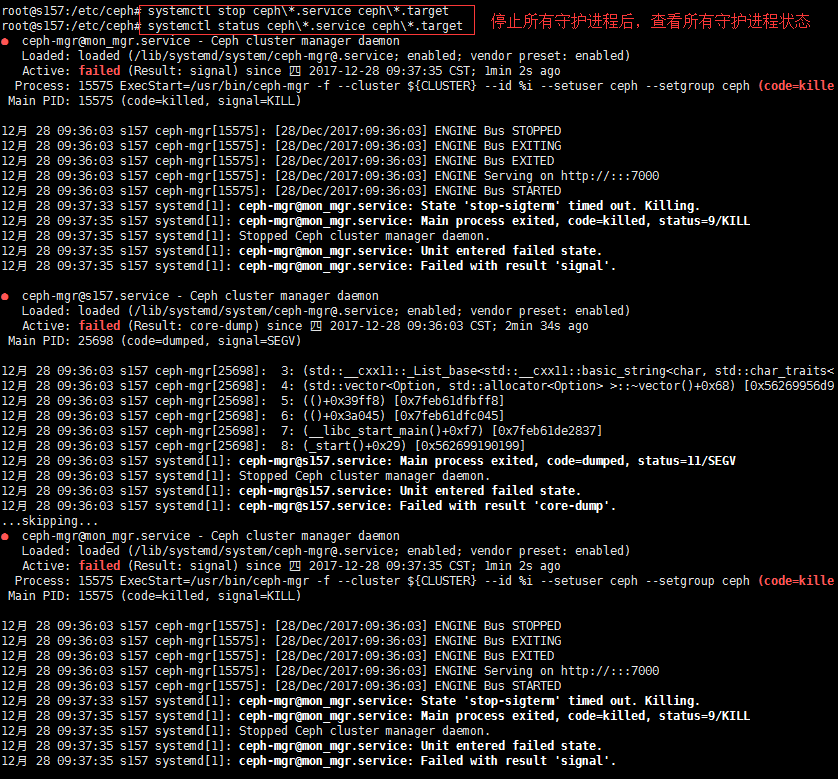 root@s157:/etc/ceph# systemctl stop ceph\*.service ceph\*.target
root@s157:/etc/ceph# systemctl status ceph\*.service ceph\*.target
停止所有守护进程后，查看所有守护进程状态
● ceph-mgr@mon_mgr.service - Ceph cluster manager daemon
Loaded: loaded (/lib/systemd/system/ceph-mgr@.service; enabled; vendor preset: enabled)
Active: failed (Result: signal) since 四 2017-12-28 09:37:35 CST; 1min 2s ago
Process: 15575 ExecStart=/usr/bin/ceph-mgr -f --cluster ${CLUSTER} --id %i --setuser ceph --setgroup ceph (code=kille
Main PID: 15575 (code=killed, signal=KILL)
12月 28 09:36:03 s157 ceph-mgr[15575]: [28/Dec/2017:09:36:03] ENGINE Bus STOPPED
12月 28 09:36:03 s157 ceph-mgr[15575]: [28/Dec/2017:09:36:03] ENGINE Bus EXITING
12月 28 09:36:03 s157 ceph-mgr[15575]: [28/Dec/2017:09:36:03] ENGINE Bus EXITED
12月 28 09:36:03 s157 ceph-mgr[15575]: [28/Dec/2017:09:36:03] ENGINE Serving on http://:::7000
12月 28 09:36:03 s157 ceph-mgr[15575]: [28/Dec/2017:09:36:03] ENGINE Bus STARTED
12月 28 09:37:33 s157 systemd[1]: ceph-mgr@mon_mgr.service: State 'stop-sigterm' timed out. Killing.
12月 28 09:37:35 s157 systemd[1]: ceph-mgr@mon_mgr.service: Main process exited, code=killed, status=9/KILL
12月 28 09:37:35 s157 systemd[1]: Stopped Ceph cluster manager daemon.
12月 28 09:37:35 s157 systemd[1]: ceph-mgr@mon_mgr.service: Unit entered failed state.
12月 28 09:37:35 s157 systemd[1]: ceph-mgr@mon_mgr.service: Failed with result 'signal'.
● ceph-mgr@s157.service - Ceph cluster manager daemon
Loaded: loaded (/lib/systemd/system/ceph-mgr@.service; enabled; vendor preset: enabled)
Active: failed (Result: core-dump) since 四 2017-12-28 09:36:03 CST; 2min 34s ago
Main PID: 25698 (code=dumped, signal=SEGV)
12月 28 09:36:03 s157 ceph-mgr[25698]: 3: (std::__cxx11::_List_base<std::__cxx11::basic_string<char, std::char_traits<
12月 28 09:36:03 s157 ceph-mgr[25698]: 4: (std::vector<Option, std::allocator<Option> >::~vector()+0x68) [0x56269956d9
12月 28 09:36:03 s157 ceph-mgr[25698]: 5: (()+0x39ff8) [0x7feb61dfbff8]
12月 28 09:36:03 s157 ceph-mgr[25698]: 6: (()+0x3a045) [0x7feb61dfc045]
12月 28 09:36:03 s157 ceph-mgr[25698]: 7: (__libc_start_main()+0xf7) [0x7feb61de2837]
12月 28 09:36:03 s157 ceph-mgr[25698]: 8: (_start()+0x29) [0x562699190199]
12月 28 09:36:03 s157 systemd[1]: ceph-mgr@s157.service: Main process exited, code=dumped, status=11/SEGV
12月 28 09:36:03 s157 systemd[1]: Stopped Ceph cluster manager daemon.
12月 28 09:36:03 s157 systemd[1]: ceph-mgr@s157.service: Unit entered failed state.
12月 28 09:36:03 s157 systemd[1]: ceph-mgr@s157.service: Failed with result 'core-dump'.
...skipping...
● ceph-mgr@mon_mgr.service - Ceph cluster manager daemon
Loaded: loaded (/lib/systemd/system/ceph-mgr@.service; enabled; vendor preset: enabled)
Active: failed (Result: signal) since 四 2017-12-28 09:37:35 CST; 1min 2s ago
Process: 15575 ExecStart=/usr/bin/ceph-mgr -f --cluster ${CLUSTER} --id %i --setuser ceph --setgroup ceph (code=kille
Main PID: 15575 (code=killed, signal=KILL)
12月 28 09:36:03 s157 ceph-mgr[15575]: [28/Dec/2017:09:36:03] ENGINE Bus STOPPED
12月 28 09:36:03 s157 ceph-mgr[15575]: [28/Dec/2017:09:36:03] ENGINE Bus EXITING
12月 28 09:36:03 s157 ceph-mgr[15575]: [28/Dec/2017:09:36:03] ENGINE Bus EXITED
12月 28 09:36:03 s157 ceph-mgr[15575]: [28/Dec/2017:09:36:03] ENGINE Serving on http://:::7000
12月 28 09:36:03 s157 ceph-mgr[15575]: [28/Dec/2017:09:36:03] ENGINE Bus STARTED
12月 28 09:37:33 s157 systemd[1]: ceph-mgr@mon_mgr.service: State 'stop-sigterm' timed out. Killing.
12月 28 09:37:35 s157 systemd[1]: ceph-mgr@mon_mgr.service: Main process exited, code=killed, status=9/KILL
12月 28 09:37:35 s157 systemd[1]: Stopped Ceph cluster manager daemon.
12月 28 09:37:35 s157 systemd[1]: ceph-mgr@mon_mgr.service: Unit entered failed state.
12月 28 09:37:35 s157 systemd[1]: ceph-mgr@mon_mgr.service: Failed with result 'signal'.